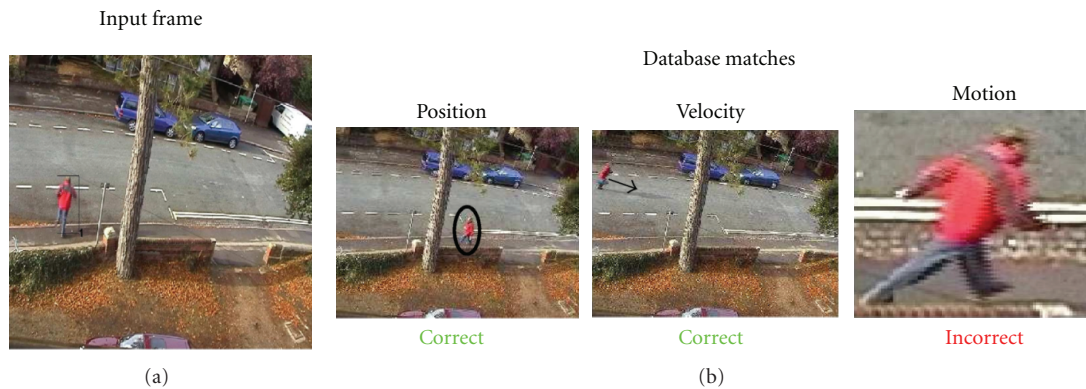 Input frame
Database matches
Position
Velocity
Motion
Correct
Correct
Incorrect
(a)
(b)